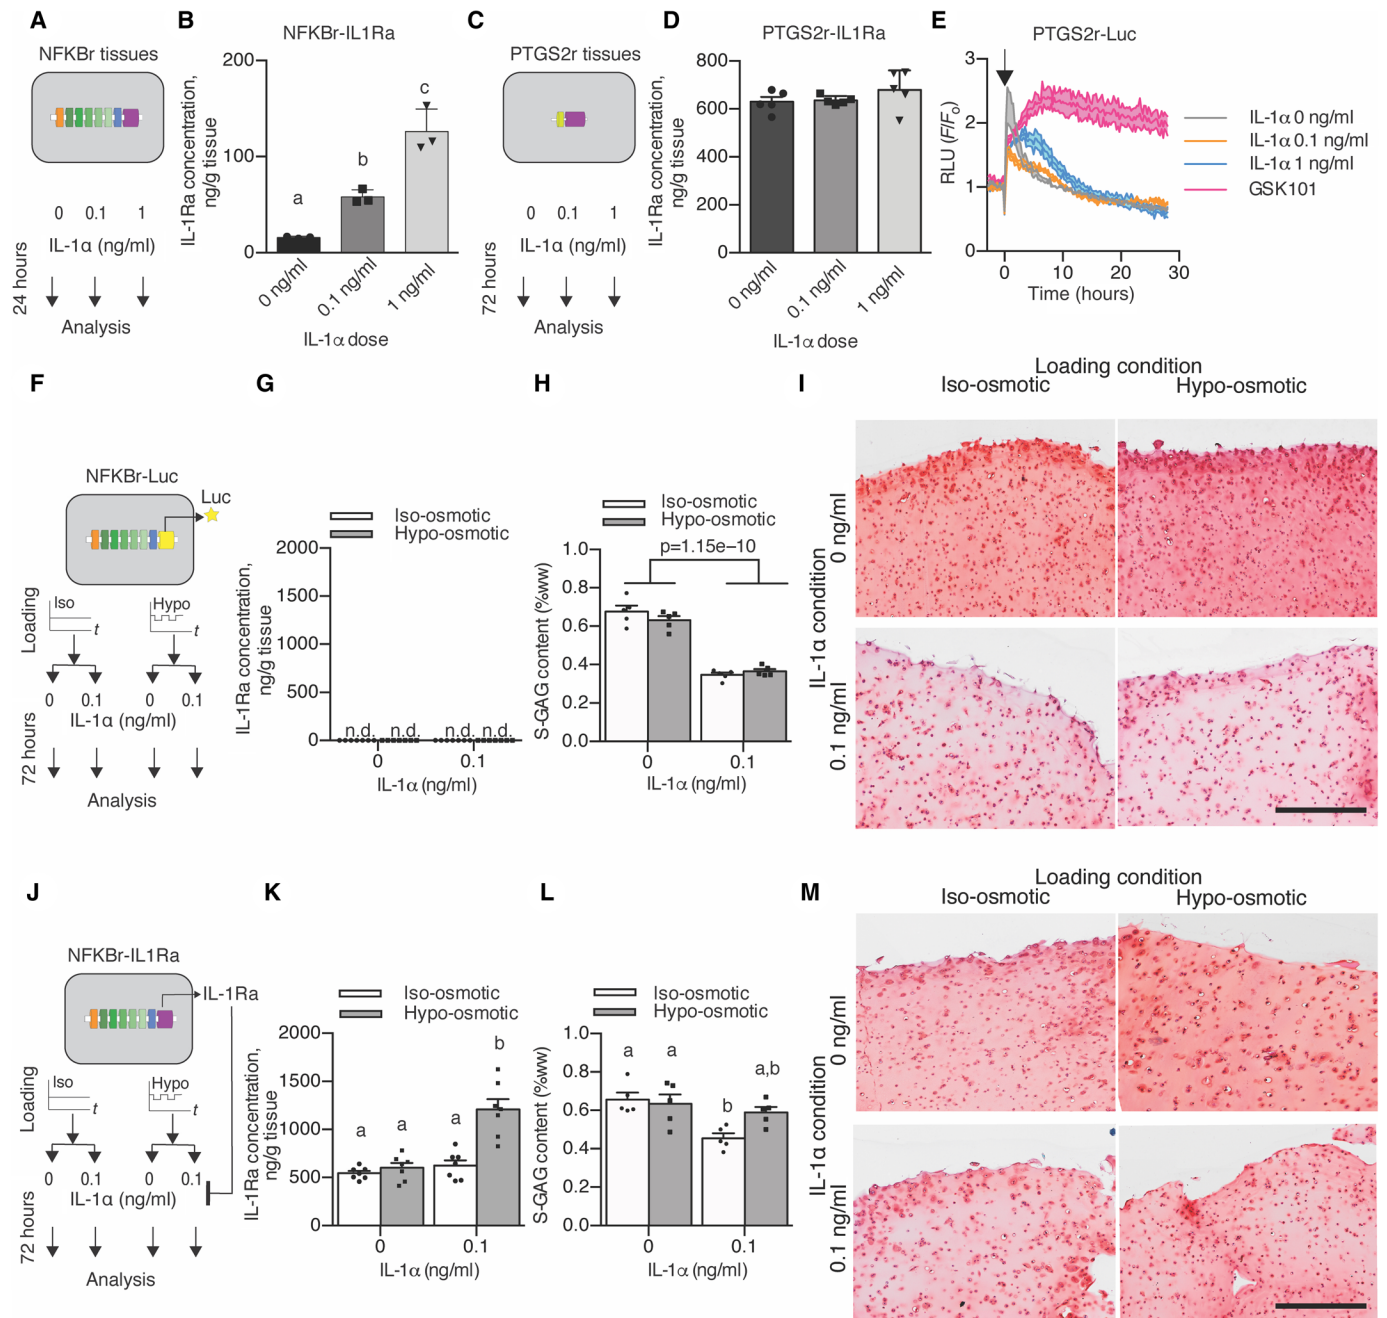 A
NFKBr tissues
0 0.1 1
IL-1α (ng/ml)
24 hours
Analysis
B
NFKBr-IL1Ra
IL-1Ra concentration,
ng/g tissue
200
100
0
a
b
c
0 ng/ml
0.1 ng/ml
1 ng/ml
IL-1α dose
C
PTGS2r tissues
0 0.1 1
IL-1α (ng/ml)
72 hours
Analysis
D
PTGS2r-IL1Ra
IL-1Ra concentration,
ng/g tissue
800
600
400
200
0
0 ng/ml
0.1 ng/ml
1 ng/ml
IL-1α dose
E
PTGS2r-Luc
RLU (F/Fo)
3
2
1
0
0 10 20 30
Time (hours)
IL-1α 0 ng/ml
IL-1α 0.1 ng/ml
IL-1α 1 ng/ml
GSK101
F
NFKBr-Luc
Luc
Loading
Iso
t
Hypo
t
0 0.1 0 0.1
IL-1α (ng/ml)
72 hours
Analysis
G
Iso-osmotic
Hypo-osmotic
IL-1Ra concentration,
ng/g tissue
2000
1500
1000
500
0
n.d. n.d. n.d. n.d.
0 0.1
IL-1α (ng/ml)
H
Iso-osmotic
Hypo-osmotic
S-GAG content (%ww)
1.0
0.8
0.6
0.4
0.2
0.0
p=1.15e–10
0 0.1
IL-1α (ng/ml)
I
Loading condition
Iso-osmotic Hypo-osmotic
IL-1α condition
0 ng/ml
0.1 ng/ml
J
NFKBr-IL1Ra
IL-1Ra
Loading
Iso
t
Hypo
t
0 0.1 0 0.1
IL-1α (ng/ml)
72 hours
Analysis
K
Iso-osmotic
Hypo-osmotic
IL-1Ra concentration,
ng/g tissue
2000
1500
1000
500
0
a a a b
0 0.1
IL-1α (ng/ml)
L
Iso-osmotic
Hypo-osmotic
S-GAG content (%ww)
1.0
0.8
0.6
0.4
0.2
0.0
a a b a,b
0 0.1
IL-1α (ng/ml)
M
Loading condition
Iso-osmotic Hypo-osmotic
IL-1α condition
0 ng/ml
0.1 ng/ml